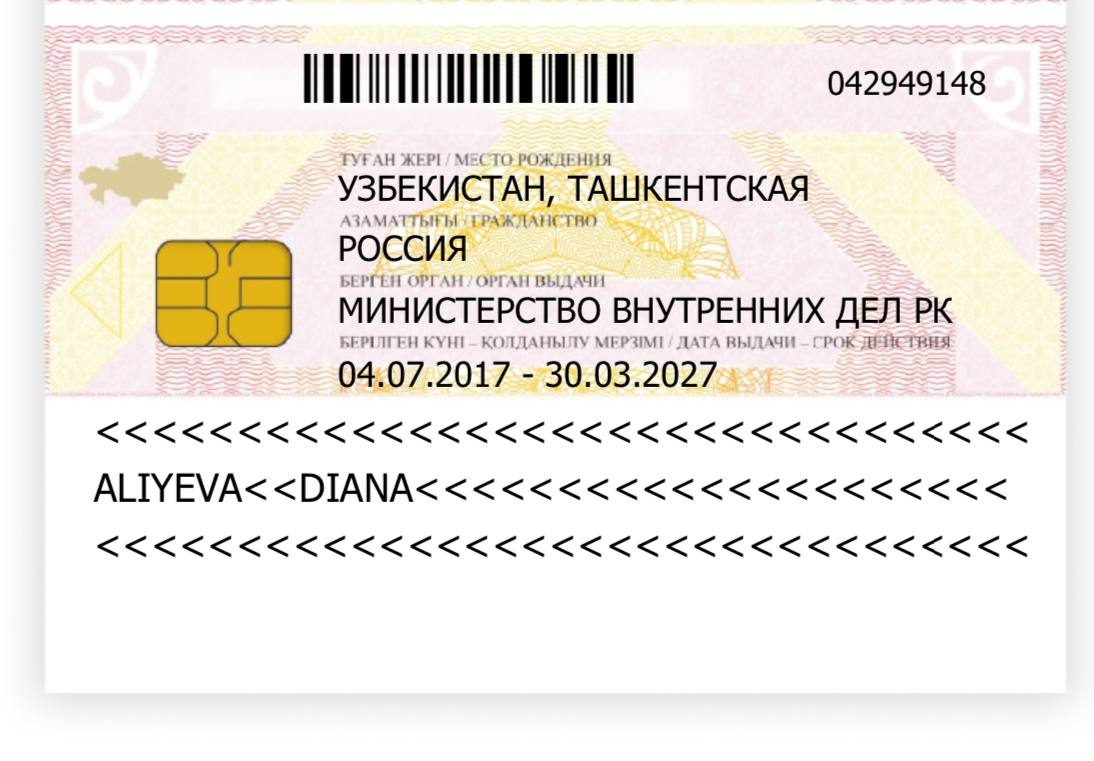 042949148
ТУҒАН ЖЕРІ / МЕСТО РОЖДЕНИЯ
УЗБЕКИСТАН, ТАШКЕНТСКАЯ
АЗАМАТТЫҒЫ / ГРАЖДАНСТВО
РОССИЯ
БЕРГЕН ОРГАН / ОРГАН ВЫДАЧИ
МИНИСТЕРСТВО ВНУТРЕННИХ ДЕЛ РК
БЕРІЛГЕН КҮНІ – ҚОЛДАНЫЛУ МЕРЗІМІ / ДАТА ВЫДАЧИ – СРОК ДЕЙСТВИЯ
04.07.2017 - 30.03.2027
<<<<<<<<<<<<<<<<<<<<<<<<<<<<<<<<<
ALIYEVA<<DIANA<<<<<<<<<<<<<<<<<<<<<
<<<<<<<<<<<<<<<<<<<<<<<<<<<<<<<<<